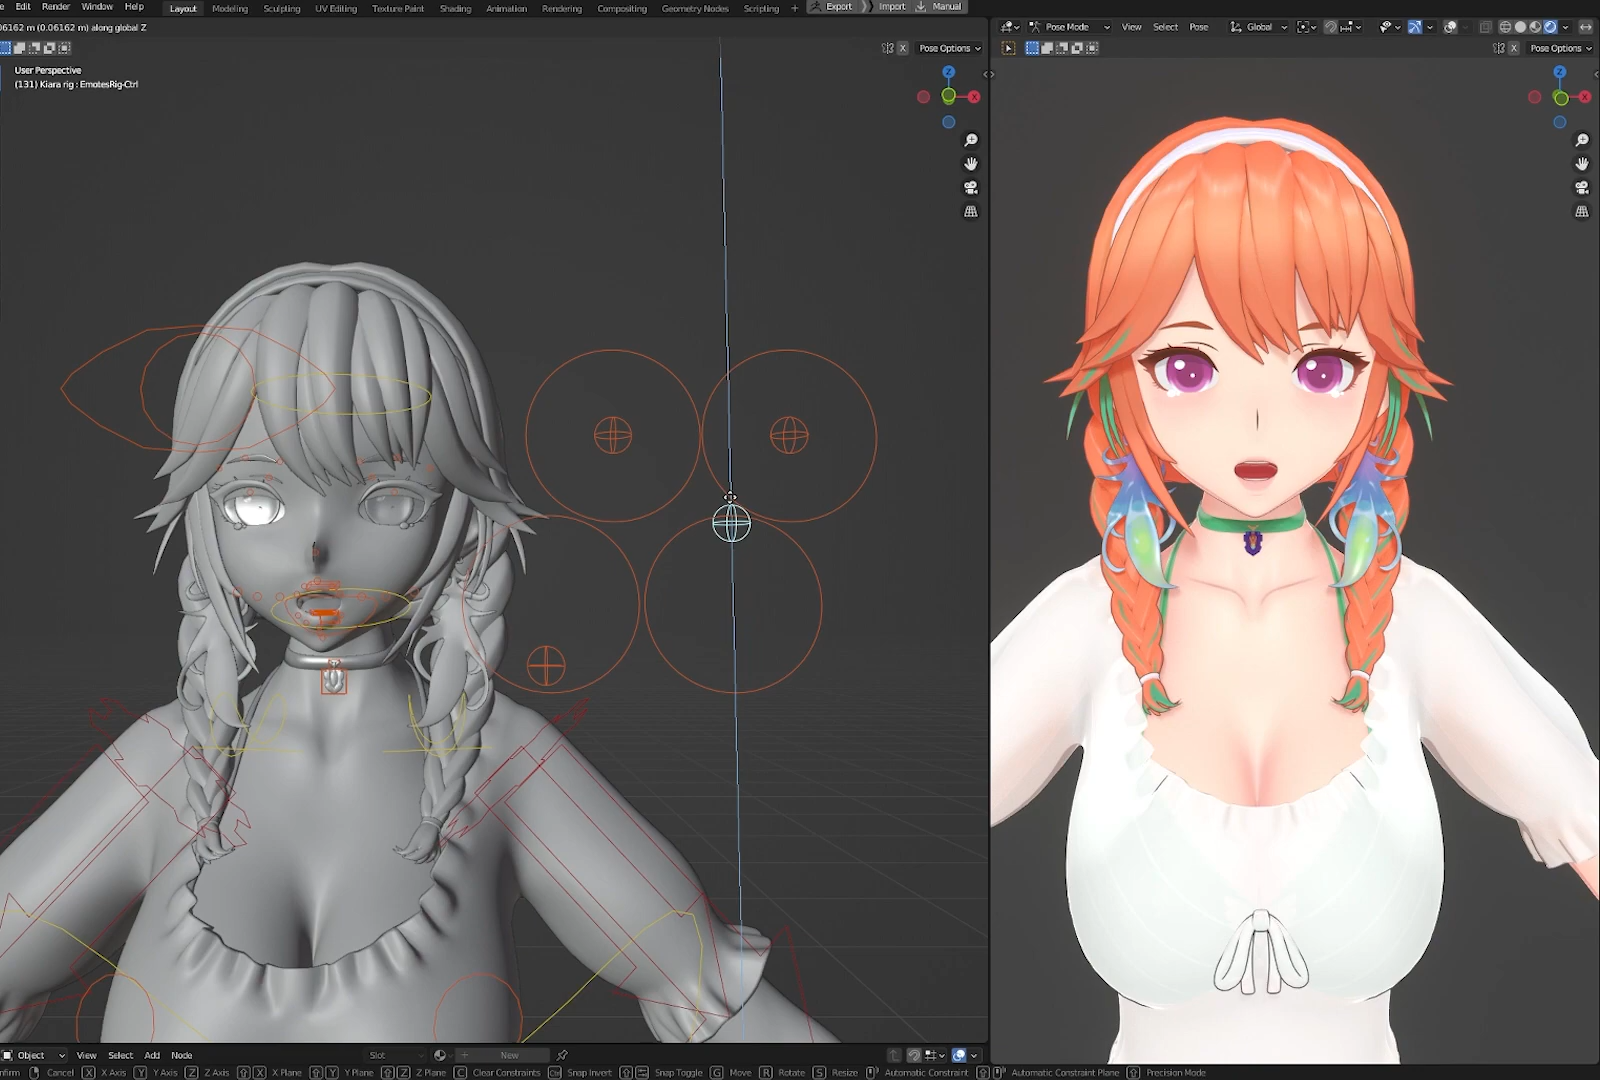 Edit Render Window Help Layout Modeling Sculpting UV Editing Texture Paint Shading Animation Rendering Compositing Geometry Nodes Scripting + Export Import Manual
06162 m (0.06162 m) along global Z
Pose Mode View Select Pose Global
X Pose Options
X Pose Options
User Perspective
(131) Kiara rig : EmotesRig-Ctrl
Z
X
Z
X
Object View Select Add Node Slot New
Cancel X X Axis Y Y Axis Z Z Axis X X Plane Y Y Plane Z Z Plane C Clear Constraints Ctrl Snap Invert Snap Toggle G Move R Rotate S Resize Automatic Constraint Automatic Constraint Plane Precision Mode